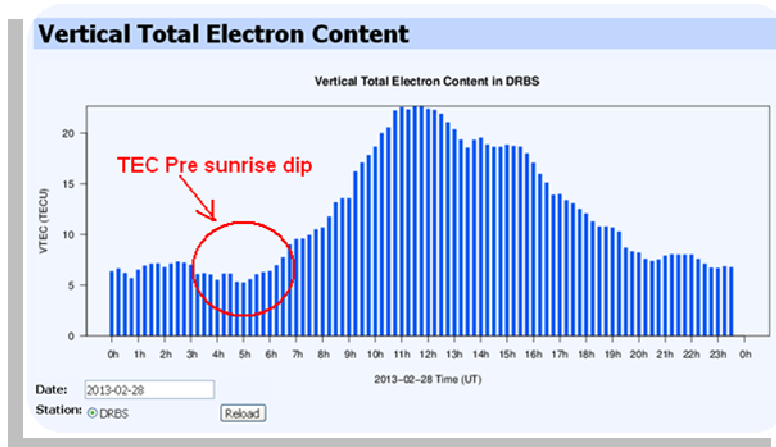 Vertical Total Electron Content
Vertical Total Electron Content in DRBS
20
15
10
5
0
VTEC (TECU)
TEC Pre sunrise dip
0h 1h 2h 3h 4h 5h 6h 7h 8h 9h 10h 11h 12h 13h 14h 15h 16h 17h 18h 19h 20h 21h 22h 23h 0h
2013-02-28 Time (UT)
Date: 2013-02-28
Station: DRBS Reload